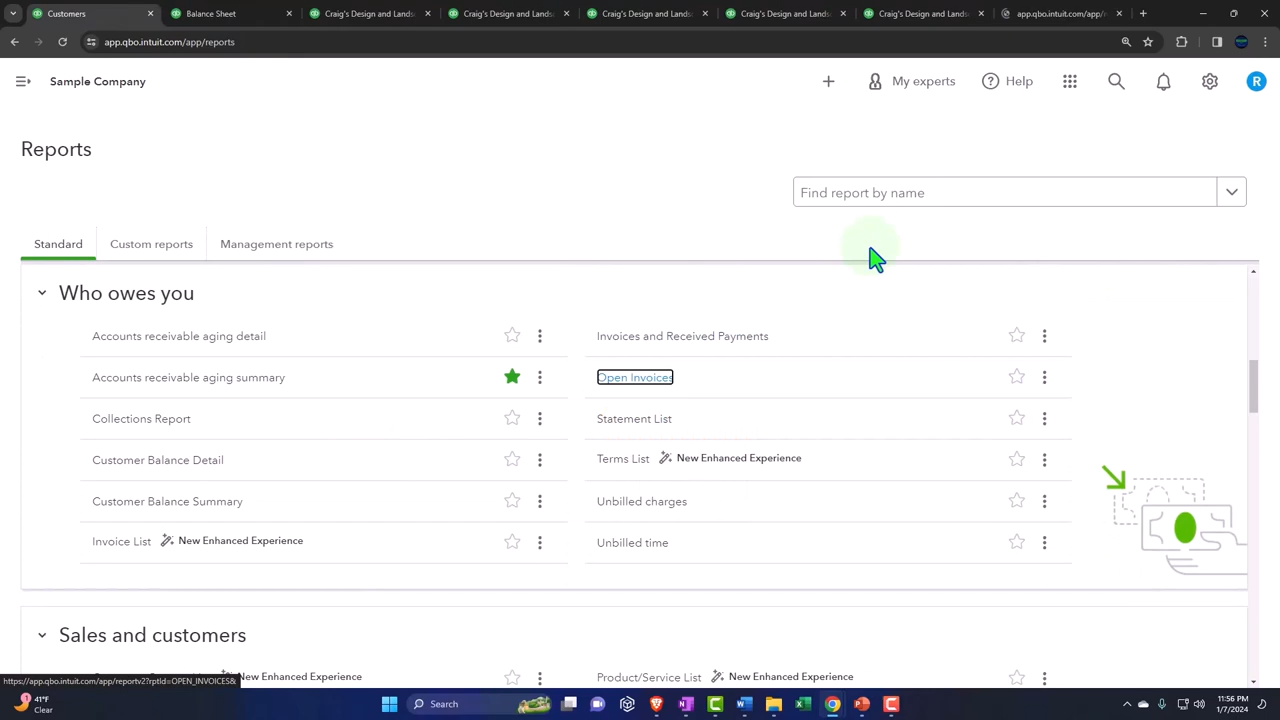 Customers
Balance Sheet
Craig's Design and Lands
Craig's Design and Lands
Craig's Design and Lands
Craig's Design and Lands
Craig's Design and Lands
app.qbo.intuit.com/app/repo
app.qbo.intuit.com/app/reports
Sample Company
My experts
Help
R
Reports
Find report by name
Standard
Custom reports
Management reports
Who owes you
Accounts receivable aging detail
Invoices and Received Payments
Accounts receivable aging summary
Open Invoices
Collections Report
Statement List
Customer Balance Detail
Terms List New Enhanced Experience
Customer Balance Summary
Unbilled charges
Invoice List New Enhanced Experience
Unbilled time
Sales and customers
New Enhanced Experience
Product/Service List New Enhanced Experience
https://app.qbo.intuit.com/app/reportv2?rptId=OPEN_INVOICES&
41°F
Clear
Search
11:56 PM
1/7/2024